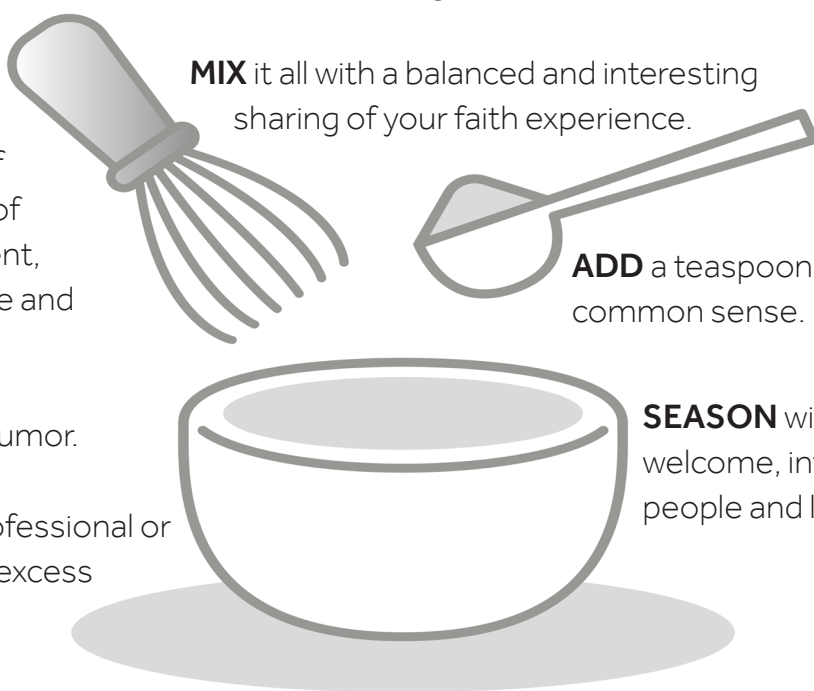 MIX it all with a balanced and interesting
sharing of your faith experience.
of
ent,
e and
ADD a teaspoon
common sense.
umor.
SEASON wi
welcome, in
people and l
ofessional or
excess